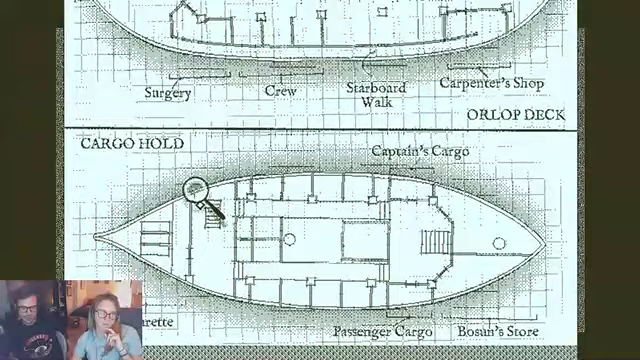 Surgery
Crew
Starboard
Walk
Carpenter's Shop
ORLOP DECK
CARGO HOLD
Captain's Cargo
Passenger Cargo
Bosun's Store